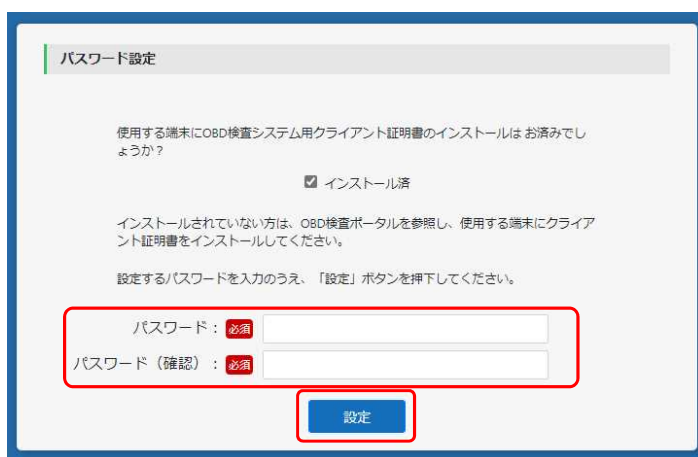 パスワード設定
使用する端末にOBD検査システム用クライアント証明書のインストールは お済みでし
ょうか？
インストール済
インストールされていない方は、OBD検査ポータルを参照し、使用する端末にクライア
ント証明書をインストールしてください。
設定するパスワードを入力のうえ、「設定」ボタンを押下してください。
パスワード： 必須
パスワード（確認）： 必須
設定